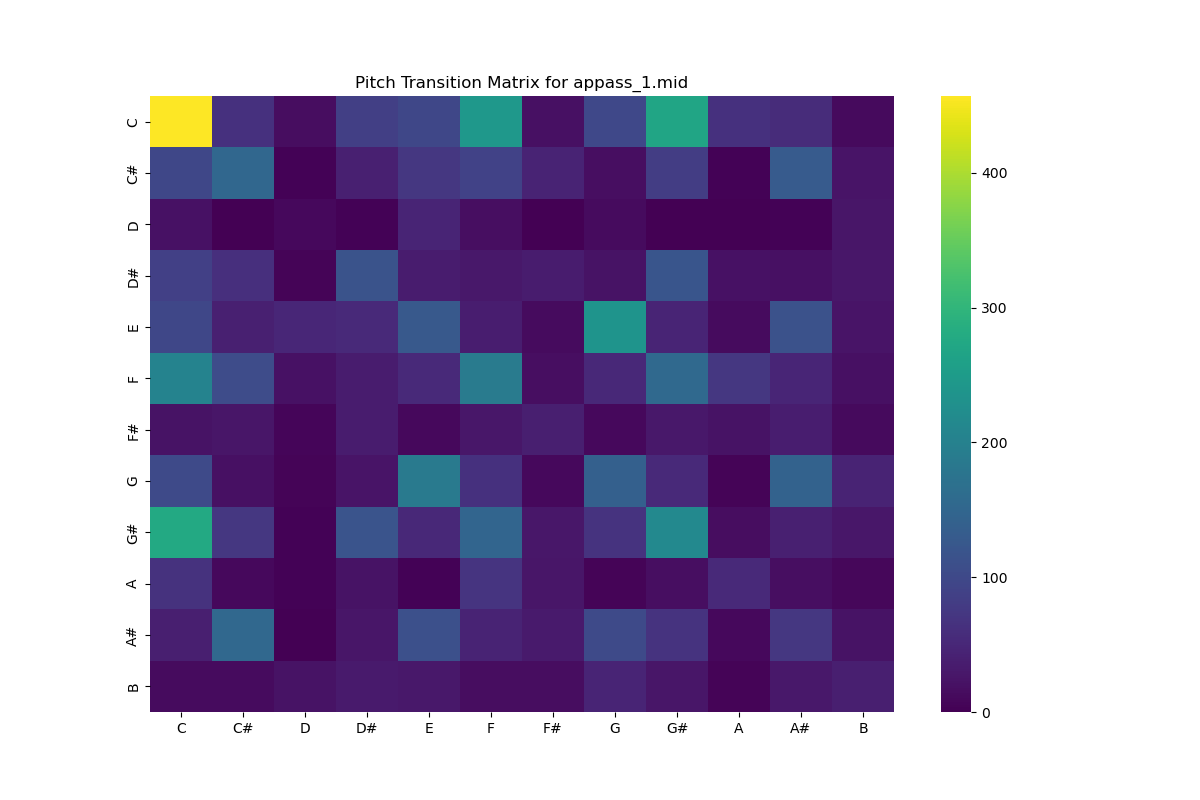 Pitch Transition Matrix for appass_1.mid
C
C#
D
D#
E
F
F#
G
G#
A
A#
B
C C# D D# E F F# G G# A A# B
400
300
200
100
0